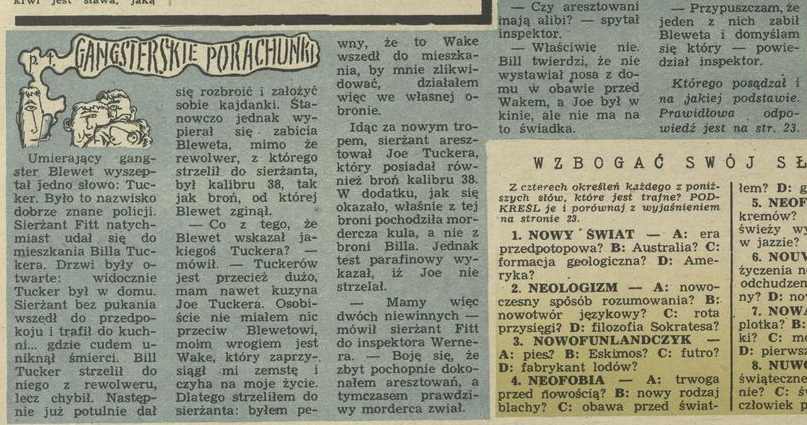 krwi jest sława, jaką
p. t. GANGSTERSKIE PORACHUNKI
Umierający gang-
ster Blewet wyszep-
tał jedno słowo: Tuc-
ker. Było to nazwisko
dobrze znane policji.
Sierżant Fitt natych-
miast udał się do
mieszkania Billa Tuc-
kera. Drzwi były o-
twarte: widocznie
Tucker był w domu.
Sierżant bez pukania
wszedł do przedpo-
koju i trafił do kuch-
ni... gdzie cudem u-
niknął śmierci. Bill
Tucker strzelił do
niego z rewolweru,
lecz chybił. Następ-
nie już potulnie dał
się rozbroić i założyć
sobie kajdanki. Sta-
nowczo jednak wy-
pierał się zabicia
Bleweta, mimo że
rewolwer, z którego
strzelił do sierżanta,
był kalibru 38, tak
jak broń, od której
Blewet zginął.
— Co z tego, że
Blewet wskazał ja-
kiegoś Tuckera? —
mówił. — Tuckerów
jest przecież dużo,
mam nawet kuzyna
Joe Tuckera. Osobi-
ście nie miałem nic
przeciw Blewetowi,
moim wrogiem jest
Wake, który zaprzy-
siągł mi zemstę i
czyha na moje życie.
Dlatego strzeliłem do
sierżanta: byłem pe-
wny, że to Wake
wszedł do mieszka-
nia, by mnie zlikwi-
dować, działałem
więc we własnej o-
bronie.
Idąc za nowym tro-
pem, sierżant aresz-
tował Joe Tuckera,
który posiadał rów-
nież broń kalibru 38.
W dodatku, jak się
okazało, właśnie z tej
broni pochodziła mor-
dercza kula, a nie z
broni Billa. Jednak
test parafinowy wy-
kazał, iż Joe nie
strzelał.
— Mamy więc
dwóch niewinnych —
mówił sierżant Fitt
do inspektora Werne-
ra. — Boję się, że
zbyt pochopnie doko-
nałem aresztowań, a
tymczasem prawdzi-
wy morderca zwiał.
— Czy aresztowani
mają alibi? — spytał
inspektor.
— Właściwie nie.
Bill twierdzi, że nie
wystawiał nosa z do-
mu w obawie przed
Wakem, a Joe był w
kinie, ale nie ma na
to świadka.
— Przypuszczam, że
jeden z nich zabił
Bleweta i domyślam
się który — powie-
dział inspektor.
Którego posądzał i
na jakiej podstawie.
Prawidłowa odpo-
wiedź jest na str. 23.
WZBOGAĆ SWÓJ SŁ
Z czterech określeń każdego z poniż-
szych słów, które jest trafne? POD-
KREŚL je i porównaj z wyjaśnieniem
na stronie 23.
1. NOWY ŚWIAT — A: era
przedpotopowa? B: Australia? C:
formacja geologiczna? D: Ame-
ryka?
2. NEOLOGIZM — A: nowo-
czesny sposób rozumowania? B:
nowotwór językowy? C: rota
przysięgi? D: filozofia Sokratesa?
3. NOWOFUNLANDCZYK —
A: pies? B: Eskimos? C: futro?
D: fabrykant lodów?
4. NEOFOBIA — A: trwoga
przed nowością? B: nowy rodzaj
blachy? C: obawa przed świat-
łem? D: g
5. NEOF
kremów?
świeży wy
w jazzie?
6. NOUV
życzenia n
odchudzen
ny? D: no
7. NOWA
plotka? B:
ki? C: mo
D: pierws
8. NUWO
świąteczne
nie? C: św
człowiek p